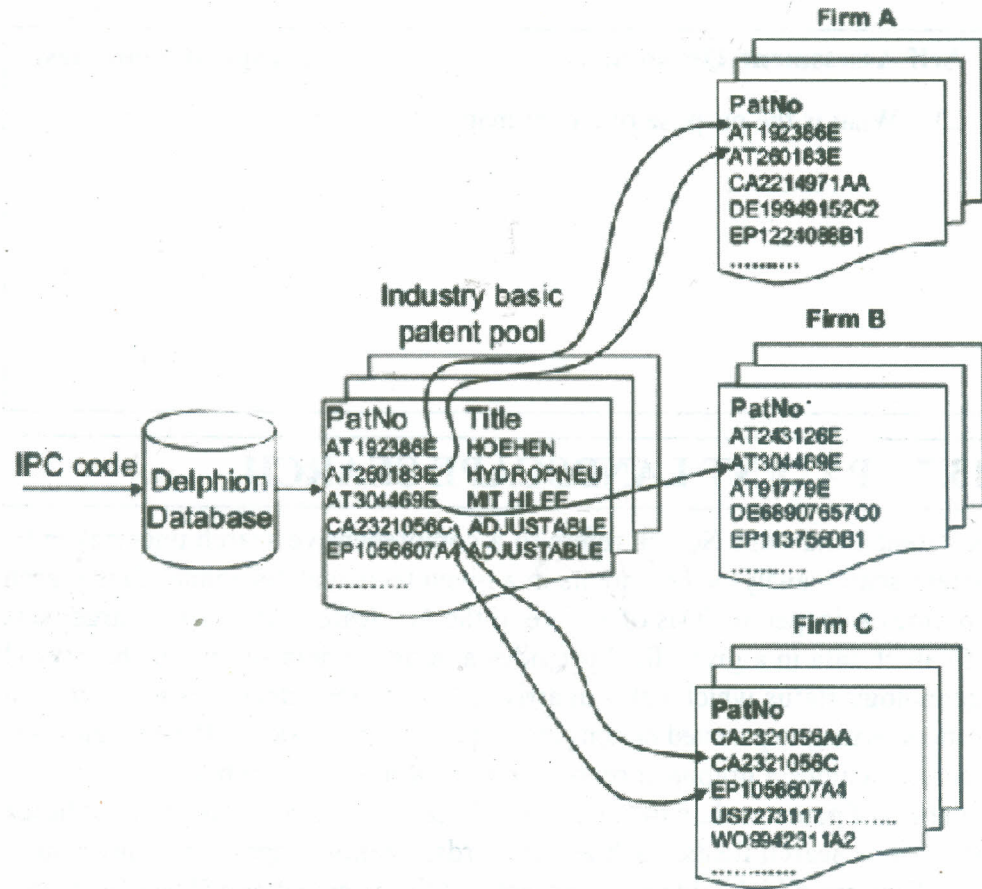 Firm A
PatNo
AT192386E
AT260183E
CA2214971AA
DE19949152C2
EP1224088B1
..........
Industry basic
patent pool
PatNo Title
AT192386E HOEHEN
AT260183E HYDROPNEU
AT304469E MIT HILFE
CA2321056C ADJUSTABLE
EP1056607A4 ADJUSTABLE
...........
IPC code
Delphion
Database
Firm B
PatNo
AT243126E
AT304469E
AT91779E
DE68907657C0
EP1137560B1
..........
Firm C
PatNo
CA2321056AA
CA2321056C
EP1056607A4
US7273117 ..........
WO9942311A2
............